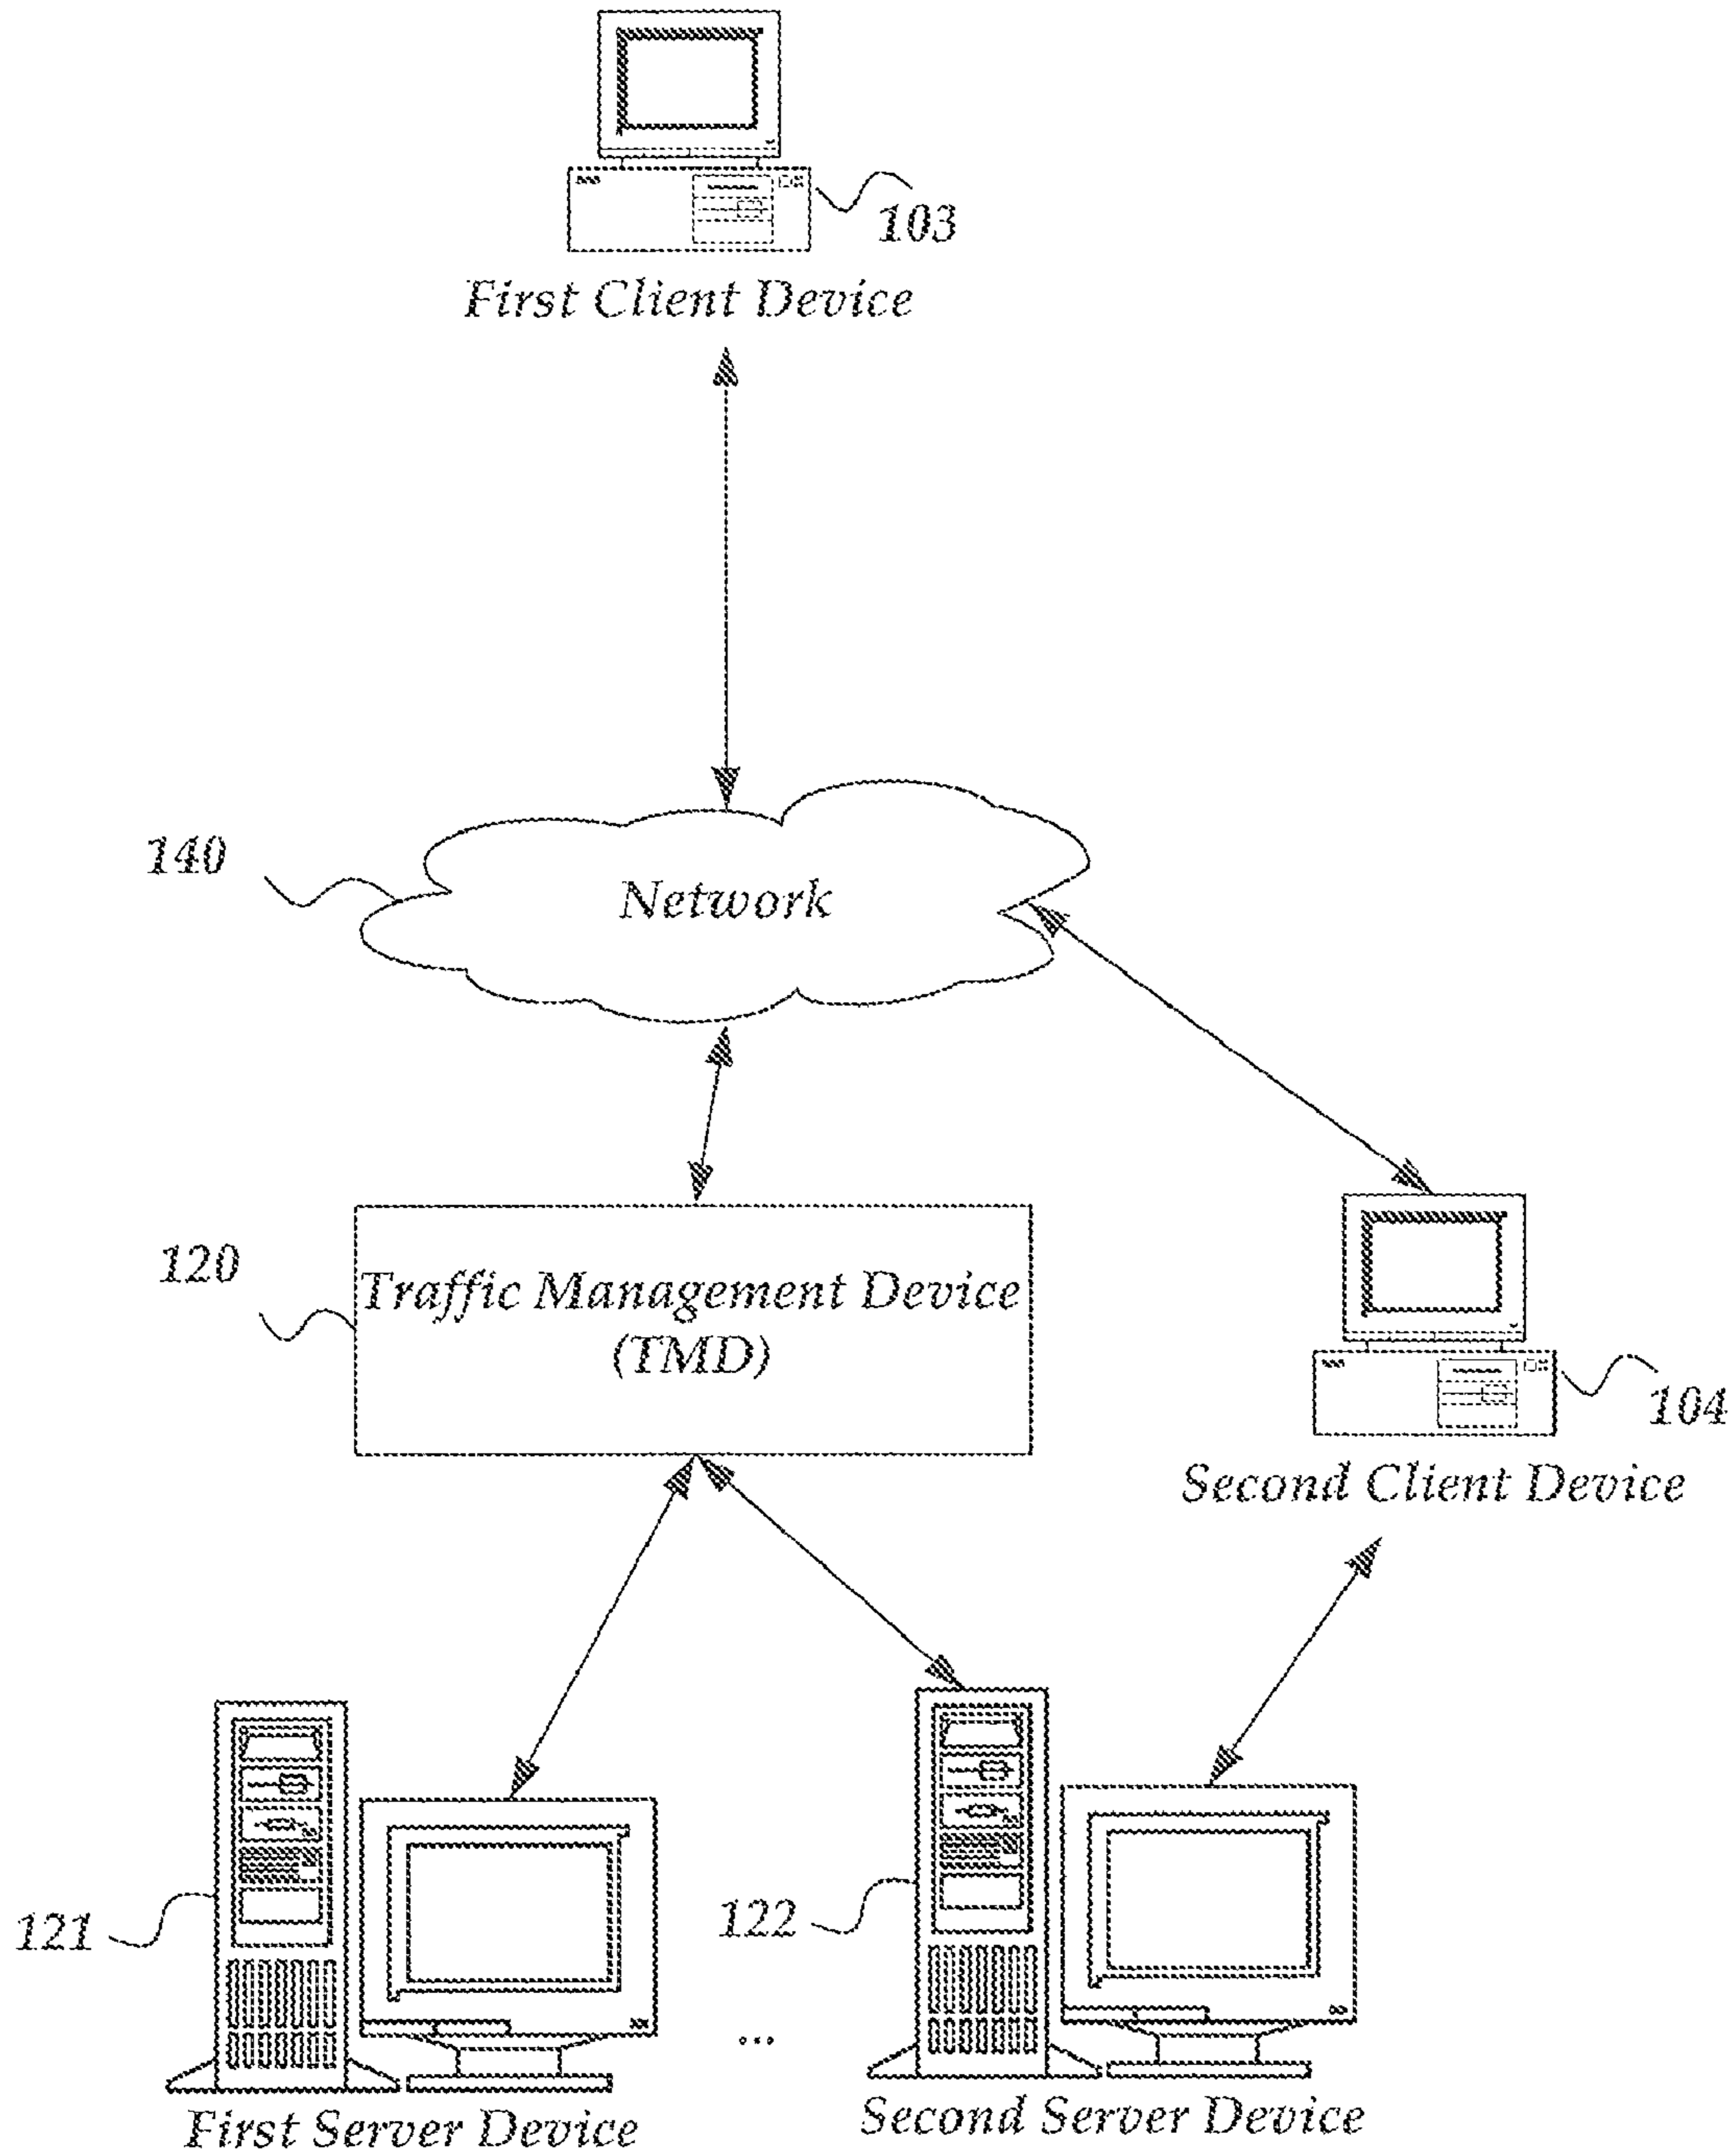 103
First Client Device
140
Network
120
Traffic Management Device
(TMD)
104
Second Client Device
121
122
...
First Server Device
Second Server Device